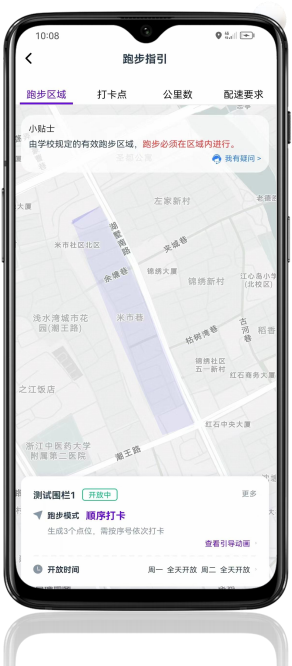 10:08
跑步指引
跑步区域 打卡点 公里数 配速要求
小贴士
由学校规定的有效跑步区域，跑步必须在区域内进行。
我有疑问 >
大厦
左家新村
湖墅南路
米市社区北区
夹城巷
余塘巷
锦绣大厦
锦绣新村
江心岛小学
(北校区)
浅水湾城市花
园(潮王路)
米市巷
古河巷
枯树湾巷
稻香
锦绣社区
五一新村
之江饭店
红石商务大厦
红石中央大厦
浙江中医药大学
附属第二医院
潮王路
测试围栏1 开放中 更多
跑步模式 顺序打卡
生成3个点位，需按序号依次打卡
查看引导动画
开放时间 周一 全天开放 周二 全天开放